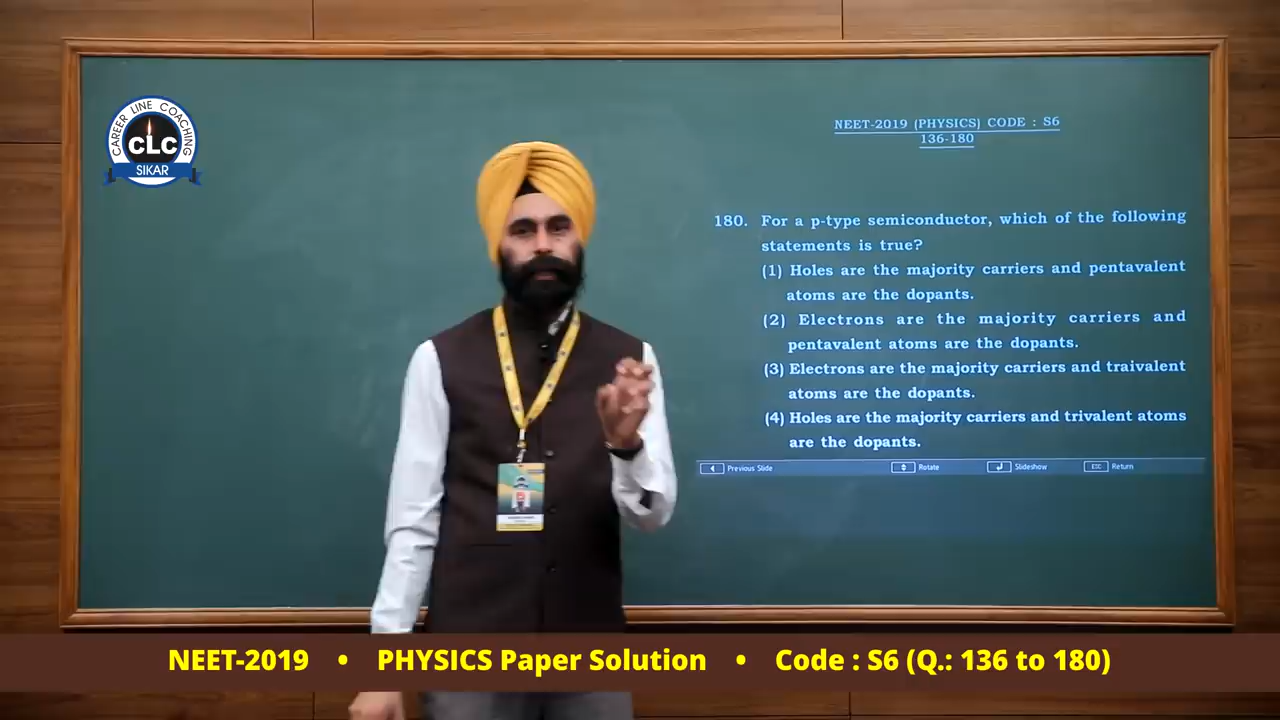 CAREER LINE COACHING
CLC
SIKAR
NEET-2019 (PHYSICS) CODE : S6
136-180
180. For a p-type semiconductor, which of the following
statements is true?
(1) Holes are the majority carriers and pentavalent
atoms are the dopants.
(2) Electrons are the majority carriers and
pentavalent atoms are the dopants.
(3) Electrons are the majority carriers and traivalent
atoms are the dopants.
(4) Holes are the majority carriers and trivalent atoms
are the dopants.
Previous Slide Rotate Slideshow ESC Return
NEET-2019 • PHYSICS Paper Solution • Code : S6 (Q.: 136 to 180)